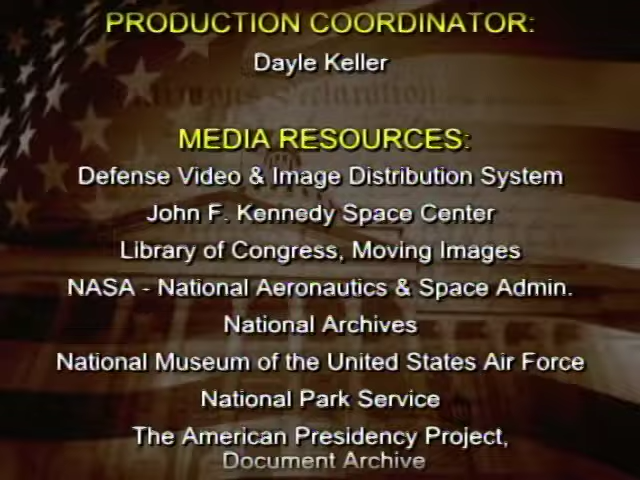 PRODUCTION COORDINATOR:
Dayle Keller
Declaration
MEDIA RESOURCES:
Defense Video & Image Distribution System
John F. Kennedy Space Center
Library of Congress, Moving Images
NASA - National Aeronautics & Space Admin.
National Archives
National Museum of the United States Air Force
National Park Service
The American Presidency Project,
Document Archive